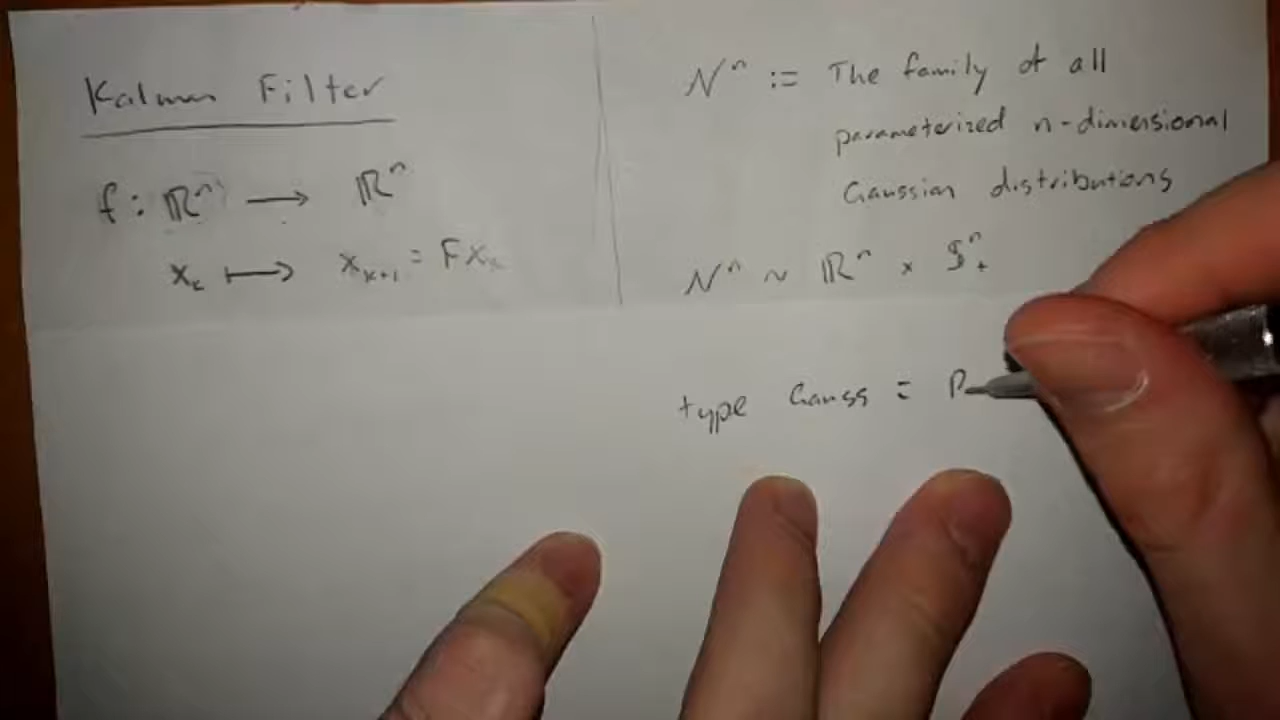 Kalman Filter
f: ℝⁿ → ℝⁿ
xₖ ↦ xₖ₊₁ = Fxₖ
𝒩ⁿ := The family of all
parameterized n-dimensional
Gaussian distributions
𝒩ⁿ ~ ℝⁿ × 𝕊ⁿ₊
type Gauss =